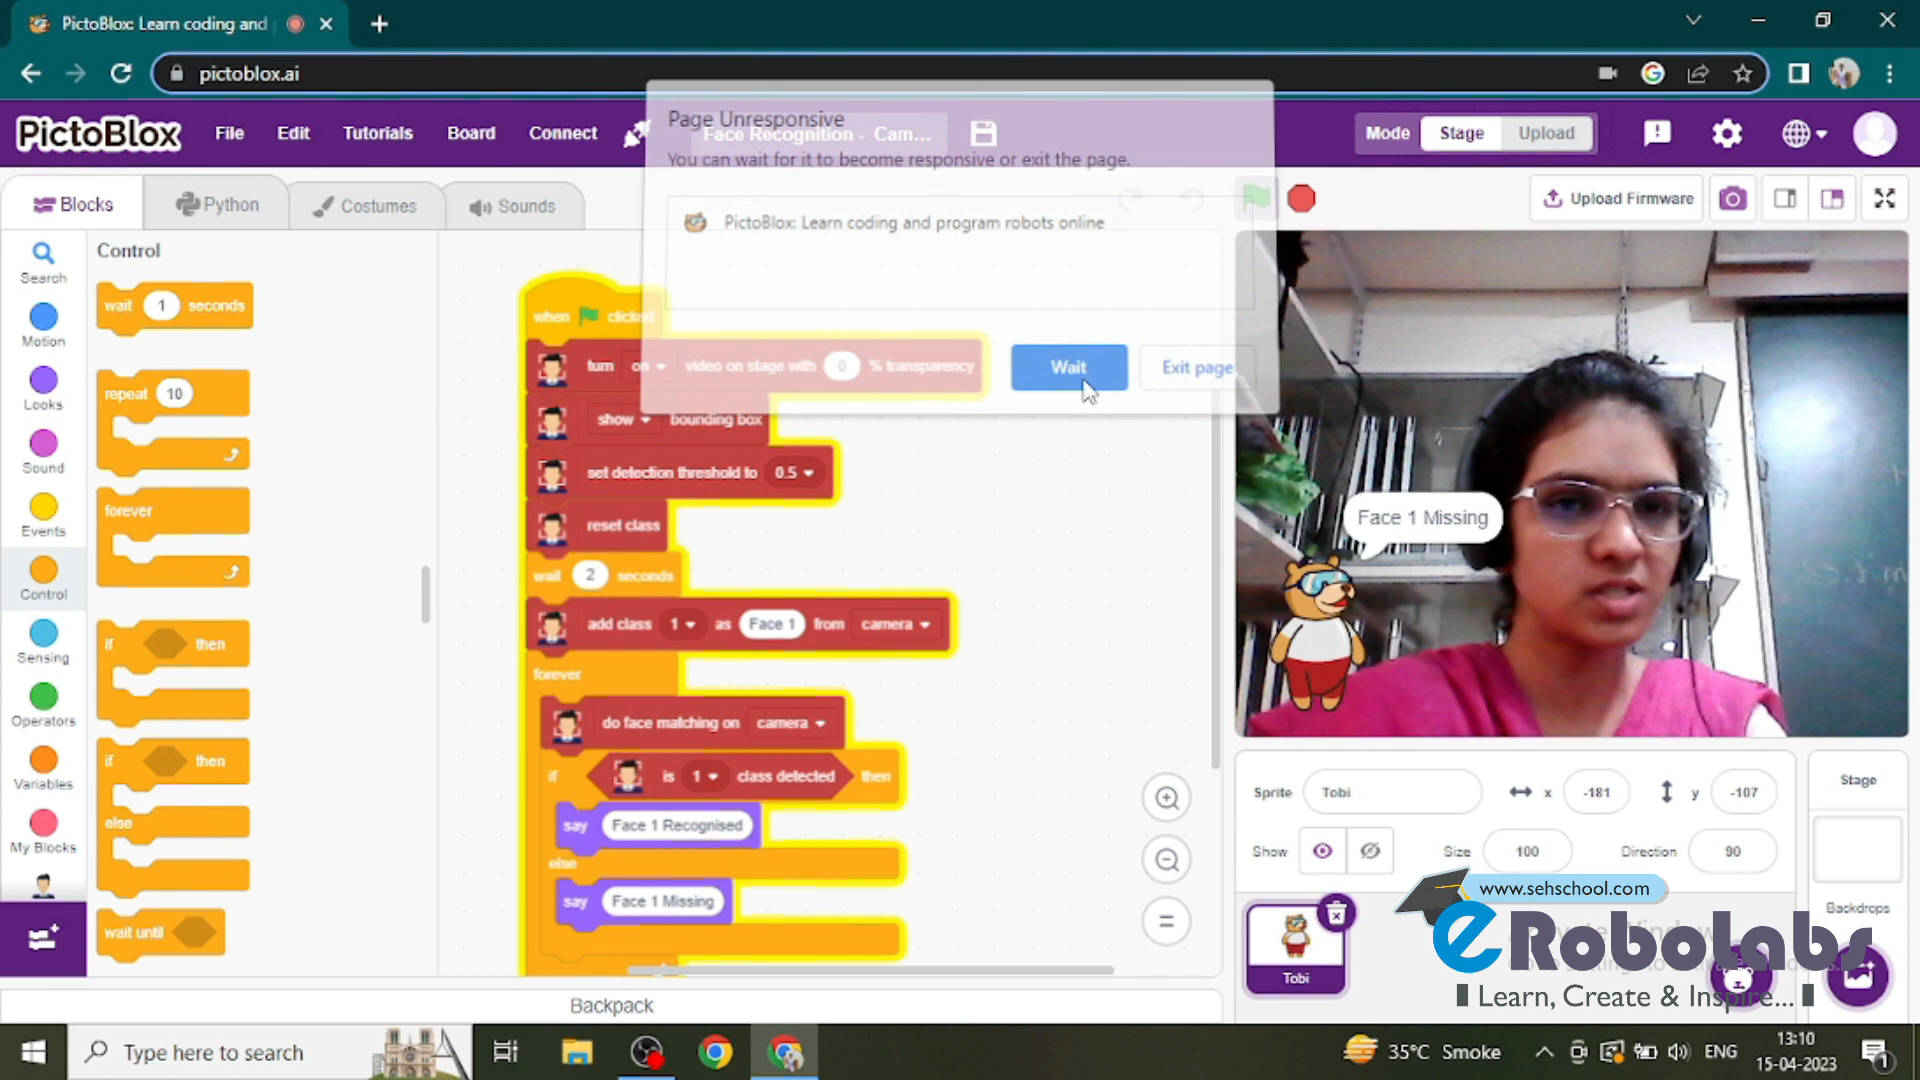 PictoBlox: Learn coding and
pictoblox.ai
PictoBlox
File
Edit
Tutorials
Board
Connect
Face Recognition - Cam...
Mode
Stage
Upload
Page Unresponsive
You can wait for it to become responsive or exit the page.
PictoBlox: Learn coding and program robots online
Wait
Exit page
Blocks
Python
Costumes
Sounds
Upload Firmware
Search
Motion
Looks
Sound
Events
Control
Sensing
Operators
Variables
My Blocks
Control
wait 1 seconds
repeat 10
forever
if then
if then
else
wait until
when clicked
turn on video on stage with 0 % transparency
show bounding box
set detection threshold to 0.5
reset class
wait 2 seconds
add class 1 as Face 1 from camera
forever
do face matching on camera
if is 1 class detected then
say Face 1 Recognised
else
say Face 1 Missing
Face 1 Missing
Sprite Tobi x -181 y -107
Show Size 100 Direction 90
Stage
Backdrops
Tobi
www.sehschool.com
eRoboLabs
Learn, Create & Inspire...
Backpack
Type here to search
35°C Smoke
ENG
13:10
15-04-2023
1